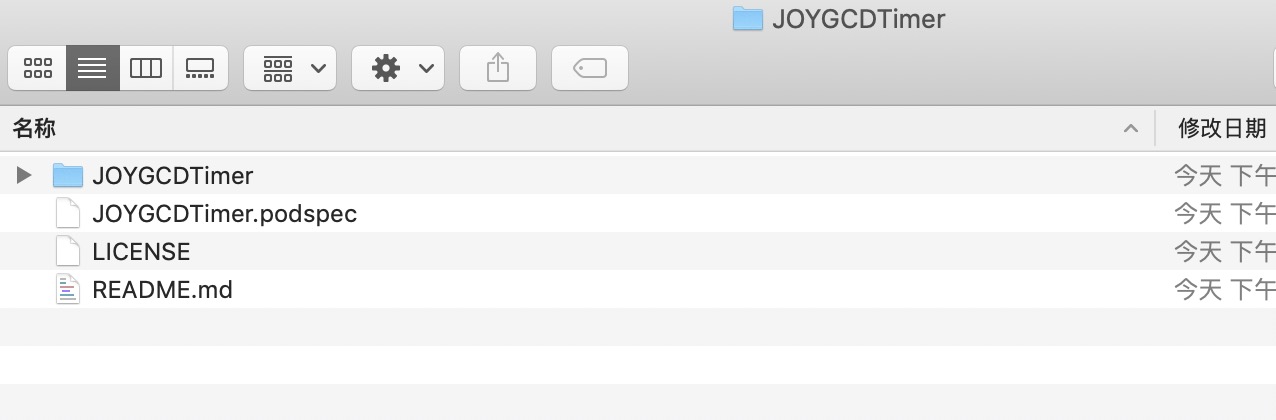 JOYGCDTimer
名称 修改日期
JOYGCDTimer 今天 下午
JOYGCDTimer.podspec 今天 下午
LICENSE 今天 下午
README.md 今天 下午